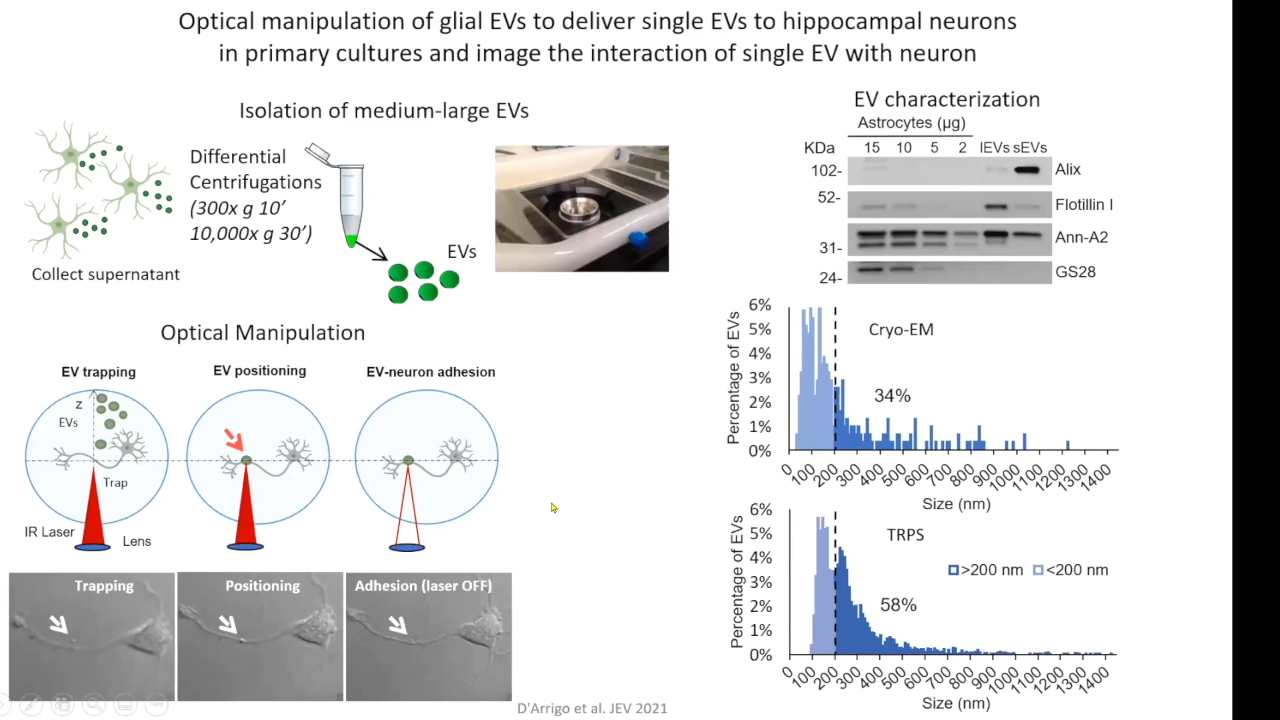 Optical manipulation of glial EVs to deliver single EVs to hippocampal neurons
in primary cultures and image the interaction of single EV with neuron
Isolation of medium-large EVs
Differential
Centrifugations
(300x g 10’
10,000x g 30’)
EVs
Collect supernatant
Optical Manipulation
EV trapping
EV positioning
EV-neuron adhesion
z
EVs
Trap
IR Laser
Lens
Trapping
Positioning
Adhesion (laser OFF)
EV characterization
Astrocytes (µg)
KDa 15 10 5 2 lEVs sEVs
102- Alix
52- Flotillin I
31- Ann-A2
24- GS28
Percentage of EVs
6%
5%
4%
3%
2%
1%
0%
Cryo-EM
34%
0 100 200 300 400 500 600 700 800 900 1000 1100 1200 1300 1400
Size (nm)
Percentage of EVs
6%
5%
4%
3%
2%
1%
0%
TRPS
>200 nm <200 nm
58%
0 100 200 300 400 500 600 700 800 900 1000 1100 1200 1300 1400
Size (nm)
D'Arrigo et al. JEV 2021